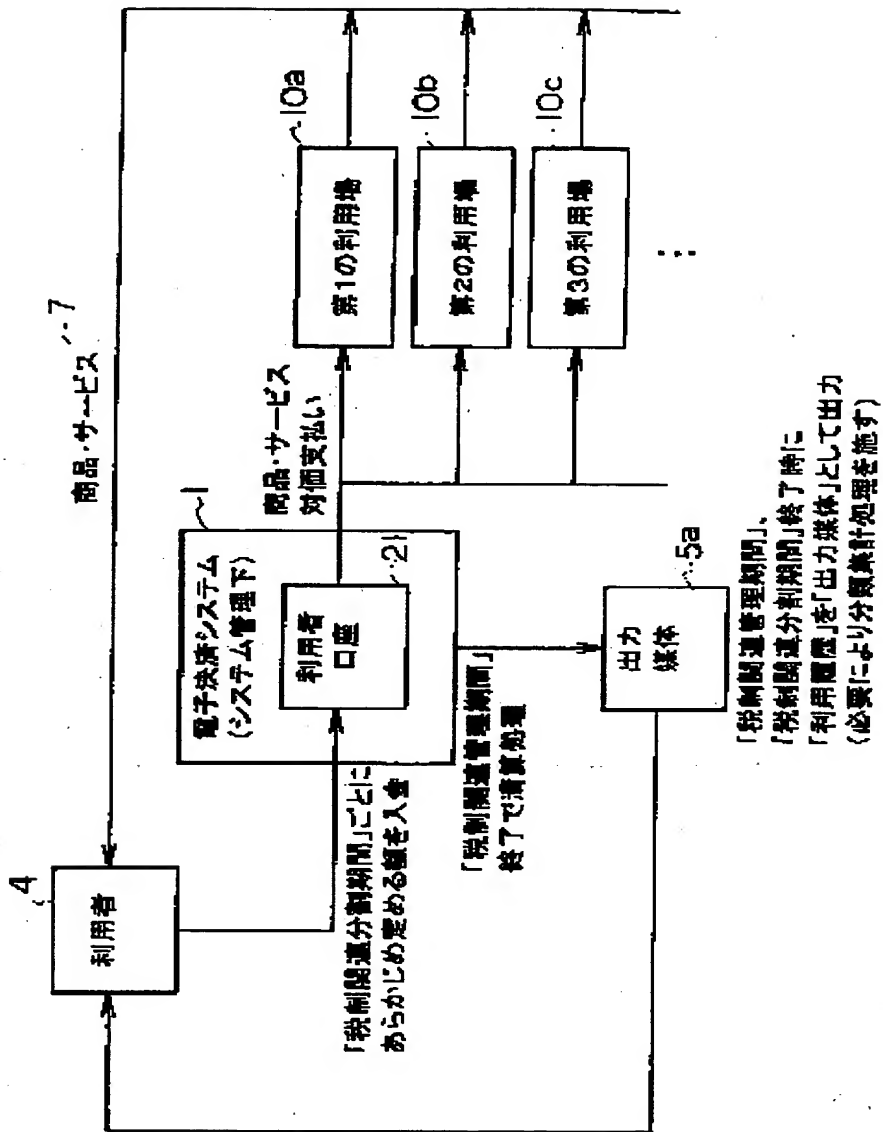 商品・サービス
7
4
利用者
1
電子決済システム
(システム管理下)
利用者
口座
21
商品・サービス
対価支払い
10a
第1の利用場
10b
第2の利用場
10c
第3の利用場
「税制関連分割期間」ごとに
あらかじめ定める額を入金
「税制関連管理期間」
終了で清算処理
出力
媒体
5a
「税制関連管理期間」、
「税制関連分割期間」終了時に
「利用履歴」を「出力媒体」として出力
(必要により分類集計処理を施す)